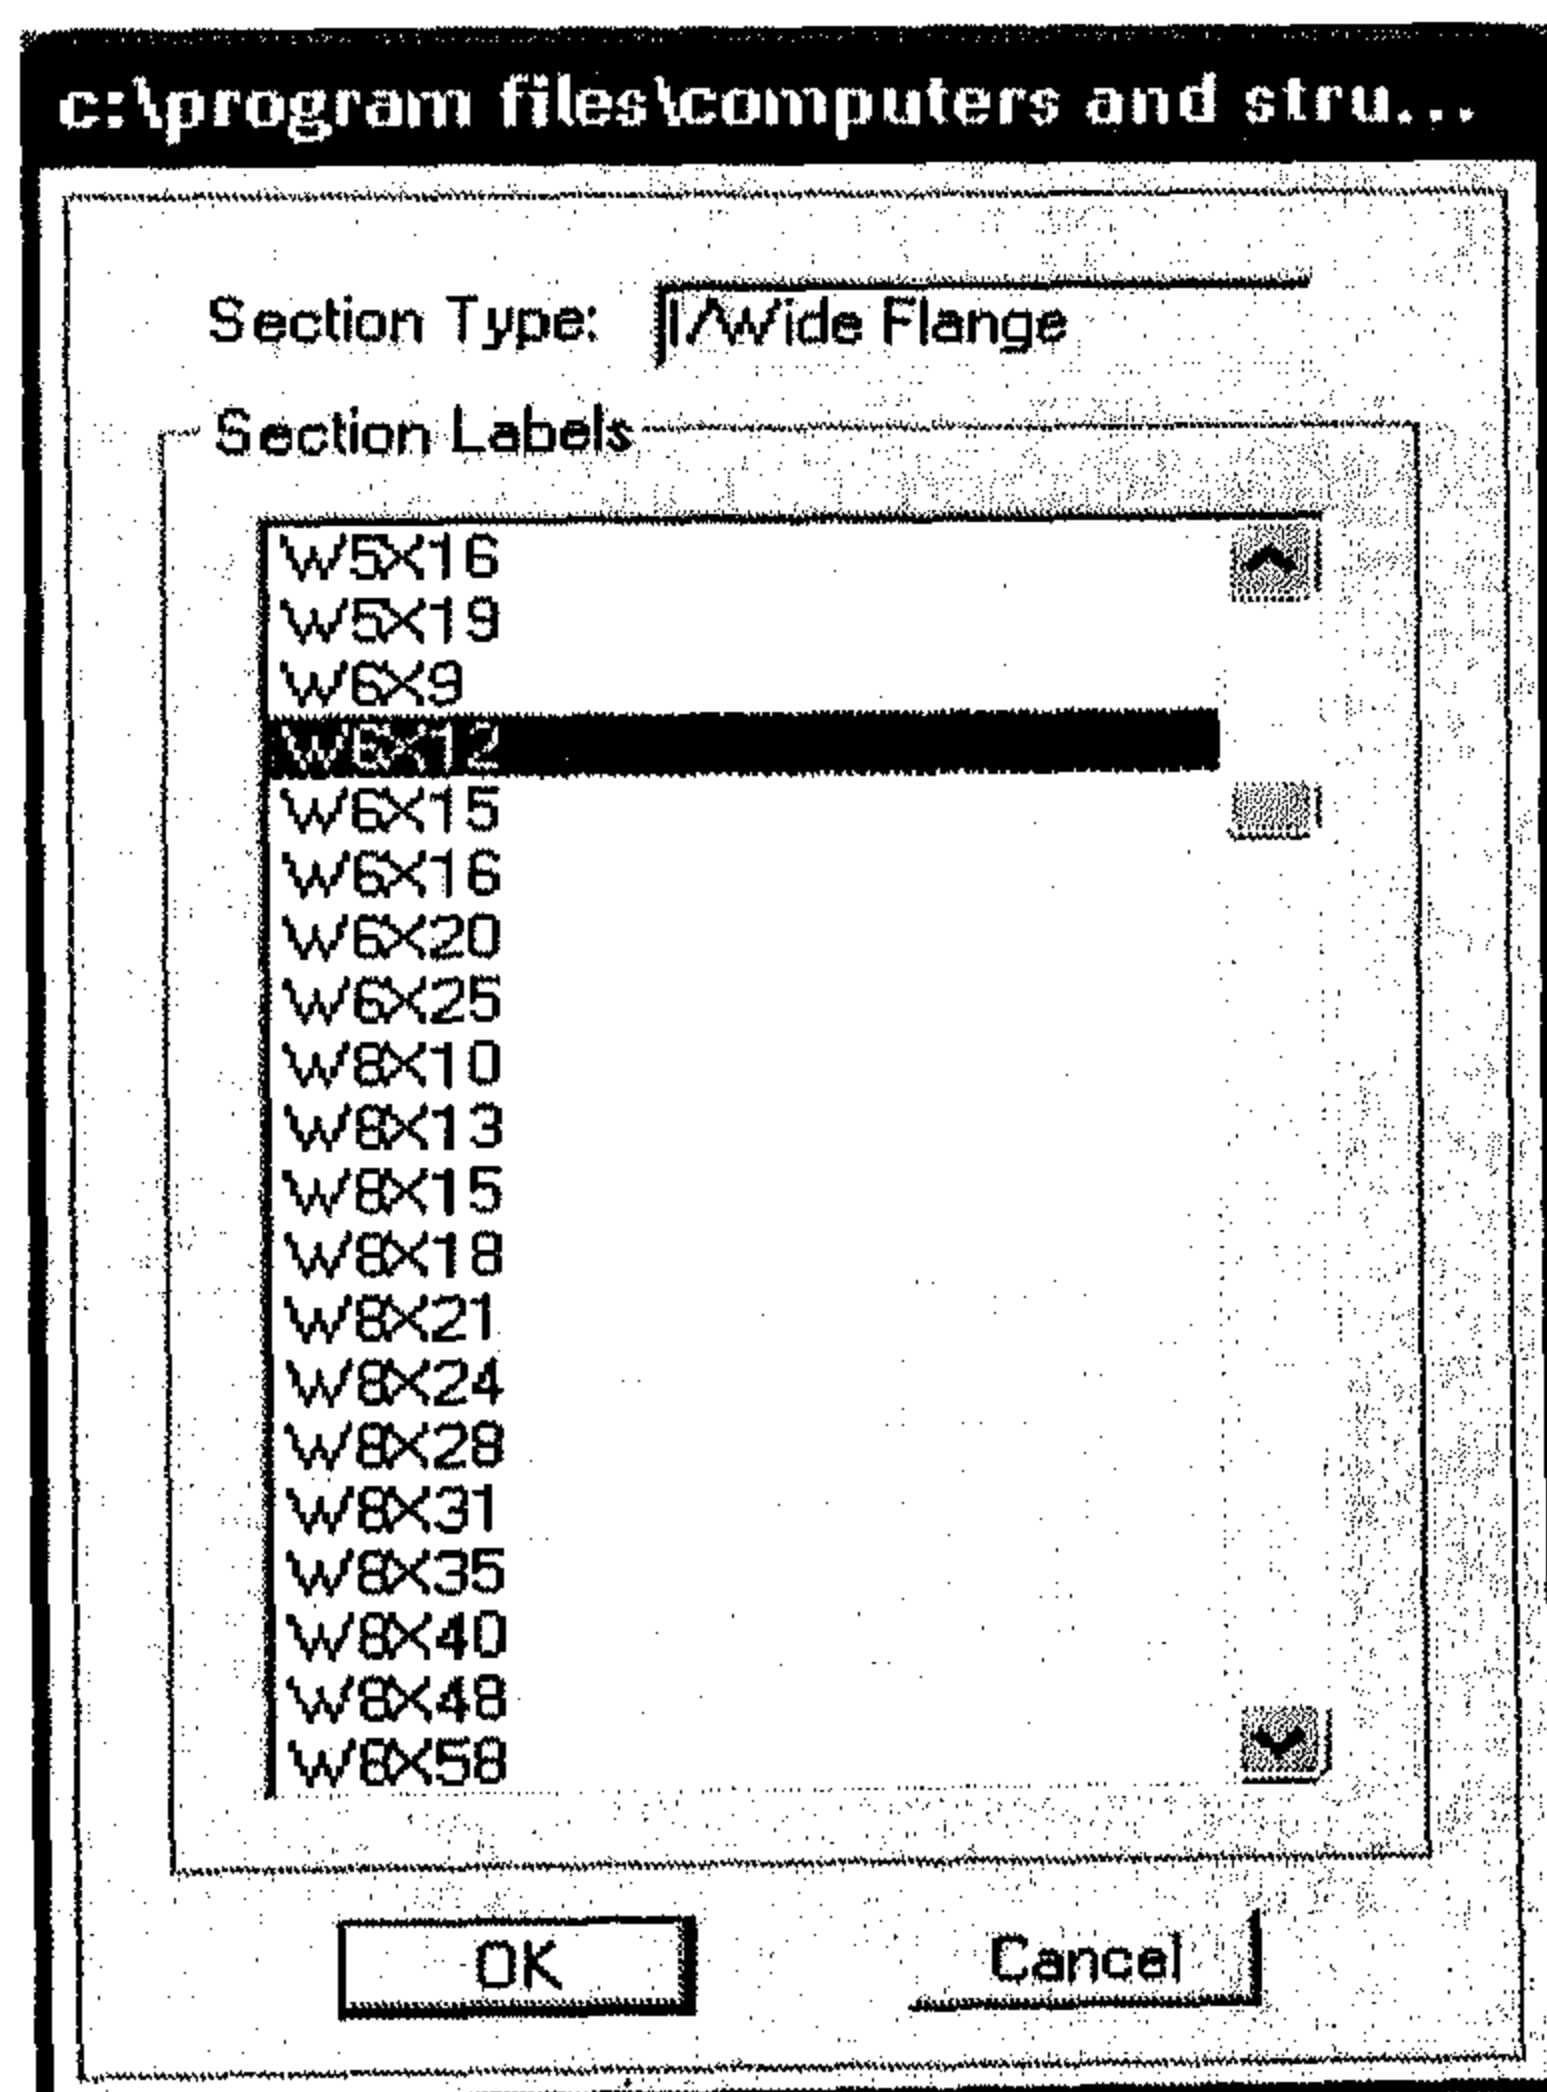 c:\program files\computers and stru...
Section Type: I/Wide Flange
Section Labels
W5X16
W5X19
W6X9
W6X12
W6X15
W6X16
W6X20
W6X25
W8X10
W8X13
W8X15
W8X18
W8X21
W8X24
W8X28
W8X31
W8X35
W8X40
W8X48
W8X58
OK Cancel